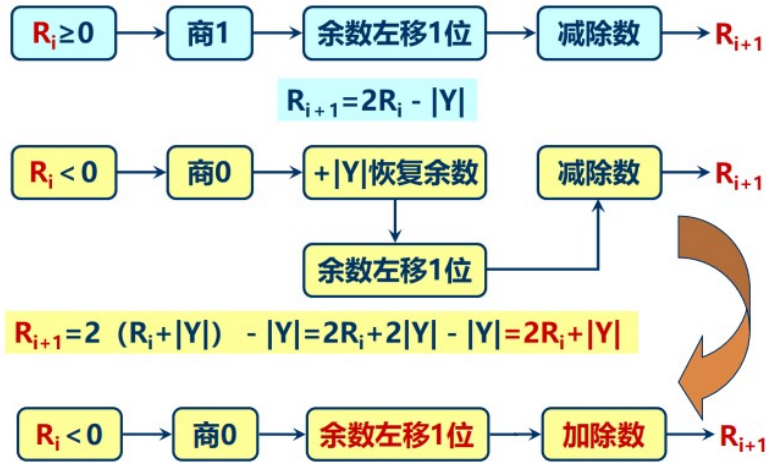 Rᵢ≥0 商1 余数左移1位 减除数 Rᵢ₊₁
Rᵢ₊₁=2Rᵢ - |Y|
Rᵢ<0 商0 +|Y|恢复余数 减除数 Rᵢ₊₁
余数左移1位
Rᵢ₊₁=2（Rᵢ+|Y|） - |Y|=2Rᵢ+2|Y| - |Y|=2Rᵢ+|Y|
Rᵢ<0 商0 余数左移1位 加除数 Rᵢ₊₁